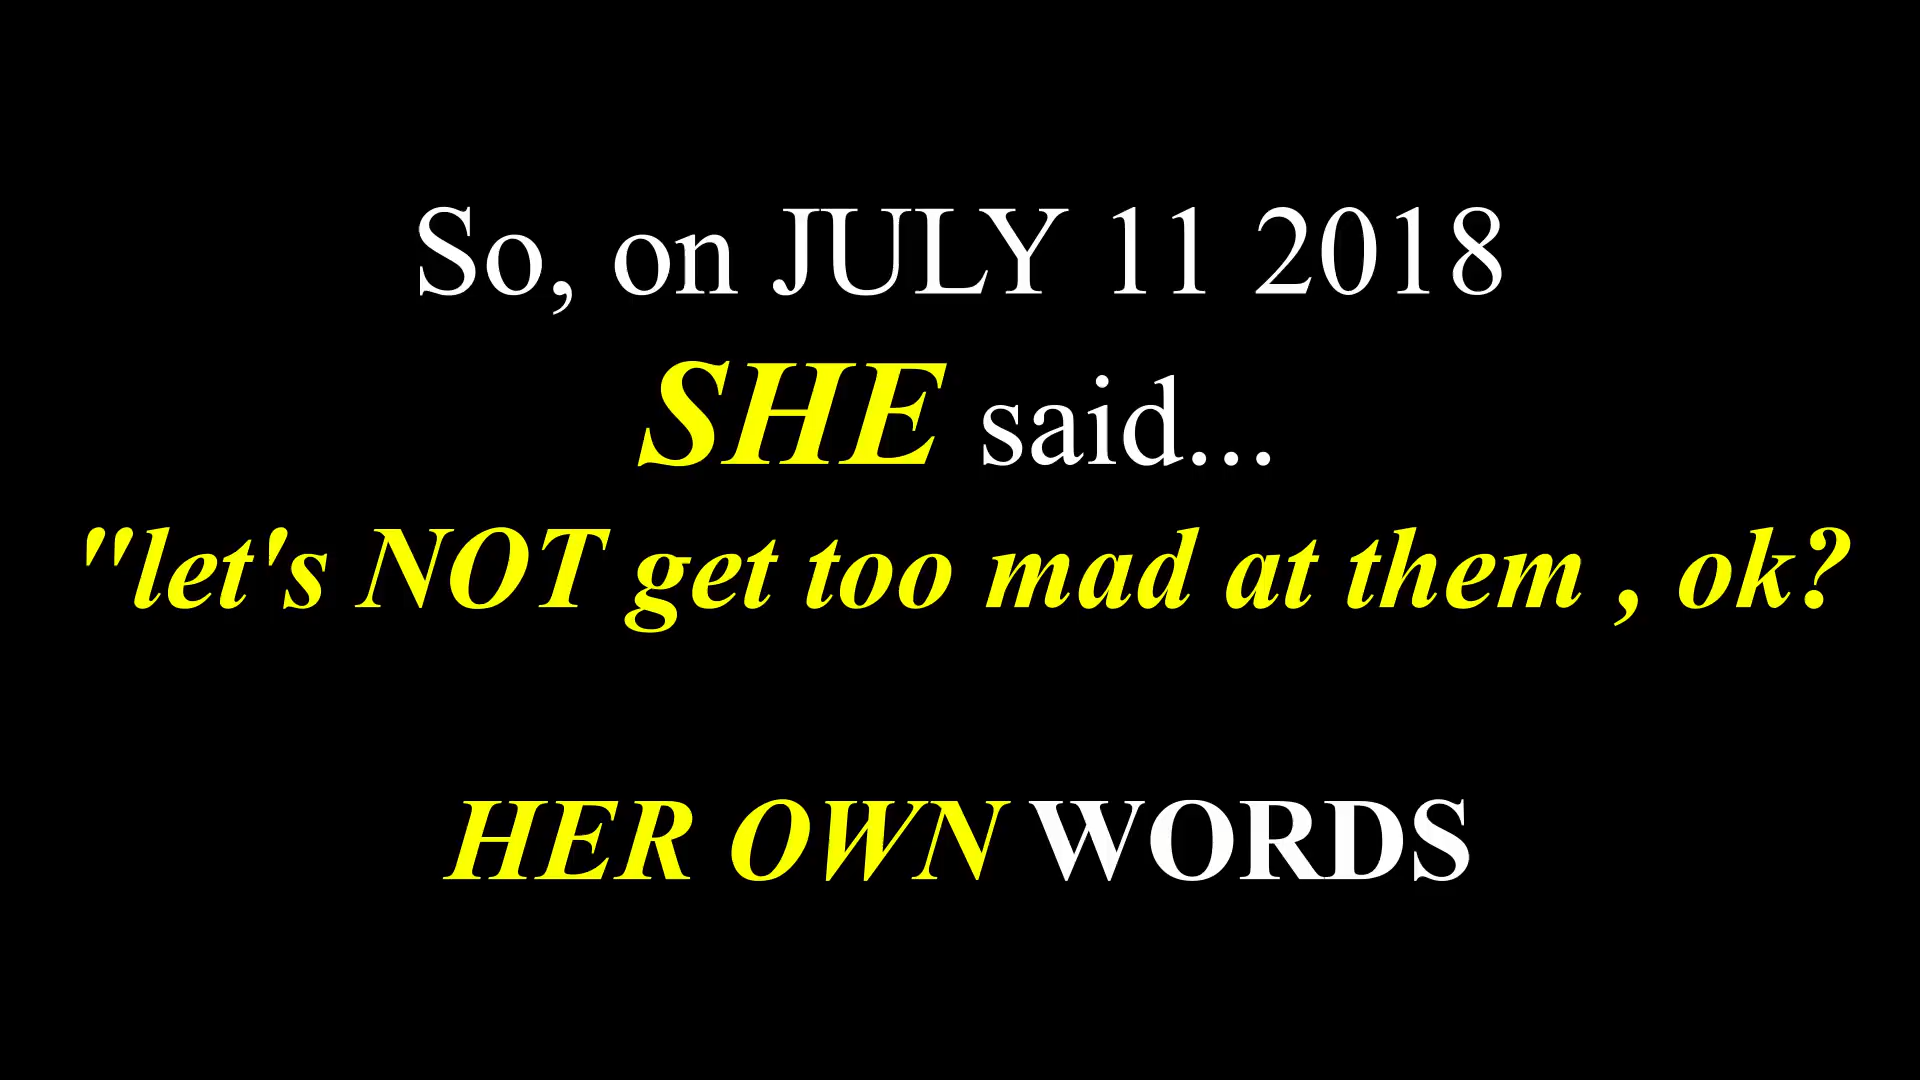 So, on JULY 11 2018
SHE said...
"let's NOT get too mad at them , ok?
HER OWN WORDS